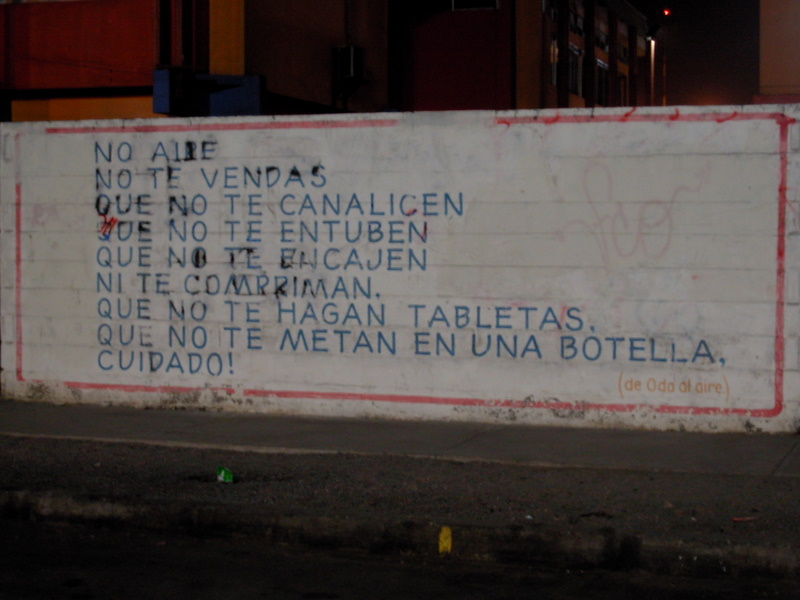 NO AIRE
NO TE VENDAS
QUE NO TE CANALICEN
QUE NO TE ENTUBEN
QUE NO TE ENCAJEN
NI TE COMPRIMAN.
QUE NO TE HAGAN TABLETAS.
QUE NO TE METAN EN UNA BOTELLA,
CUIDADO!
(de Oda al aire)